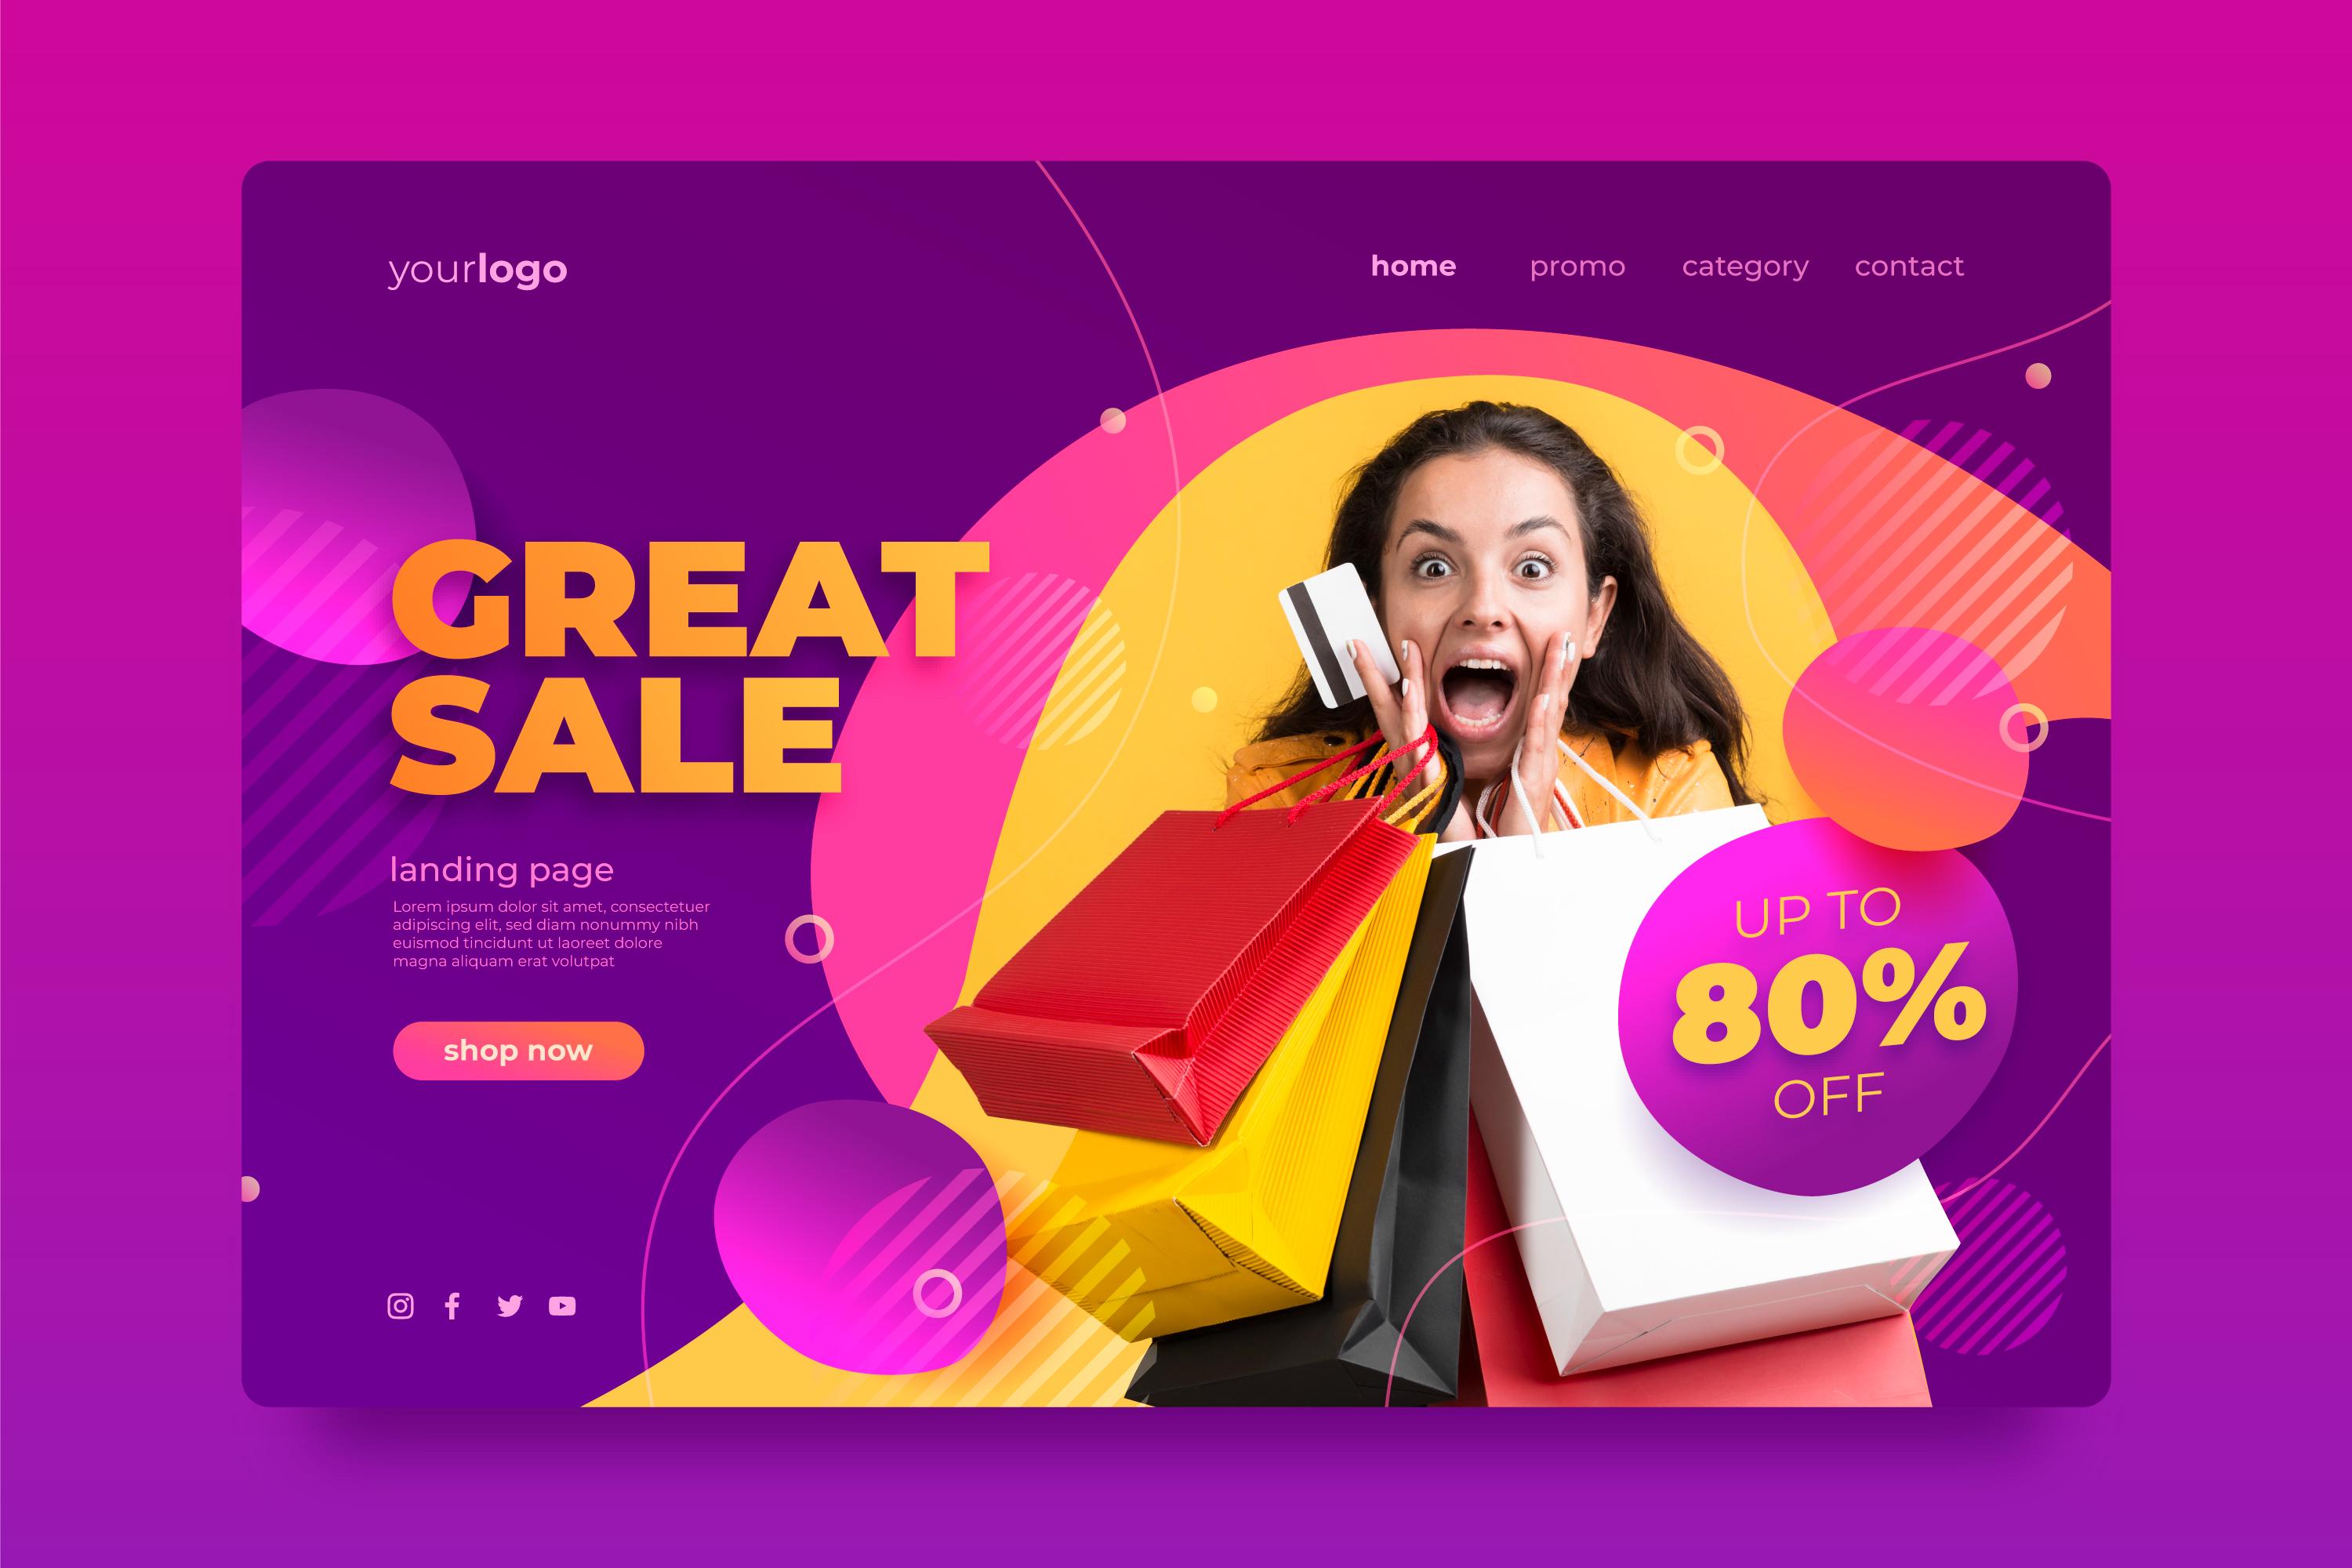 yourlogo
home promo category contact
GREAT
SALE
landing page
Lorem ipsum dolor sit amet, consectetuer
adipiscing elit, sed diam nonummy nibh
euismod tincidunt ut laoreet dolore
magna aliquam erat volutpat
shop now
UP TO
80%
OFF